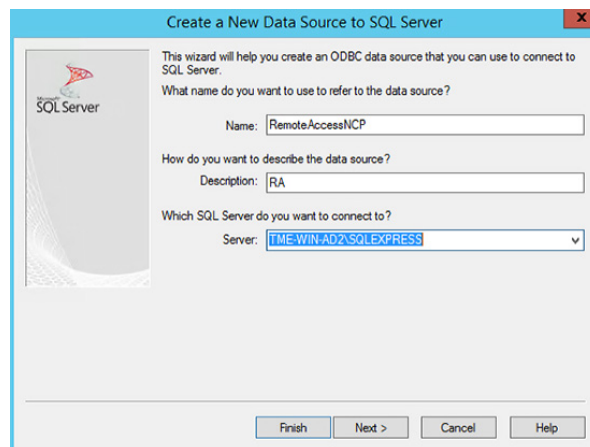 Create a New Data Source to SQL Server
x
This wizard will help you create an ODBC data source that you can use to connect to
SQL Server.
What name do you want to use to refer to the data source?
Microsoft
SQL Server
Name: RemoteAccessNCP
How do you want to describe the data source?
Description: RA
Which SQL Server do you want to connect to?
Server: TME-WIN-AD2\SQLEXPRESS
Finish Next > Cancel Help